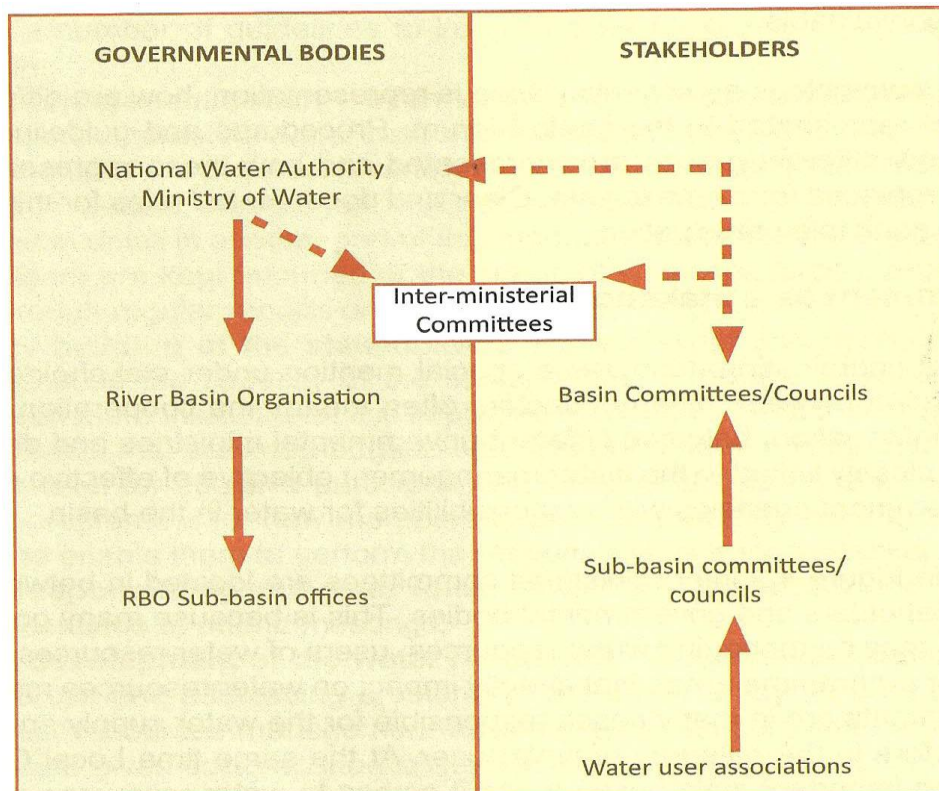 GOVERNMENTAL BODIES
STAKEHOLDERS
National Water Authority
Ministry of Water
Inter-ministerial
Committees
River Basin Organisation
Basin Committees/Councils
RBO Sub-basin offices
Sub-basin committees/
councils
Water user associations